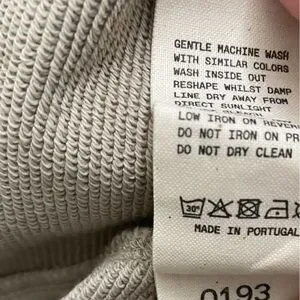 GENTLE MACHINE WASH
WITH SIMILAR COLORS
WASH INSIDE OUT
RESHAPE WHILST DAMP
LINE DRY AWAY FROM
DIRECT SUNLIGHT
LOW IRON ON
DO NOT IRON ON
DO NOT DRY CLEAN
30°
MADE IN PORTUGAL
0193